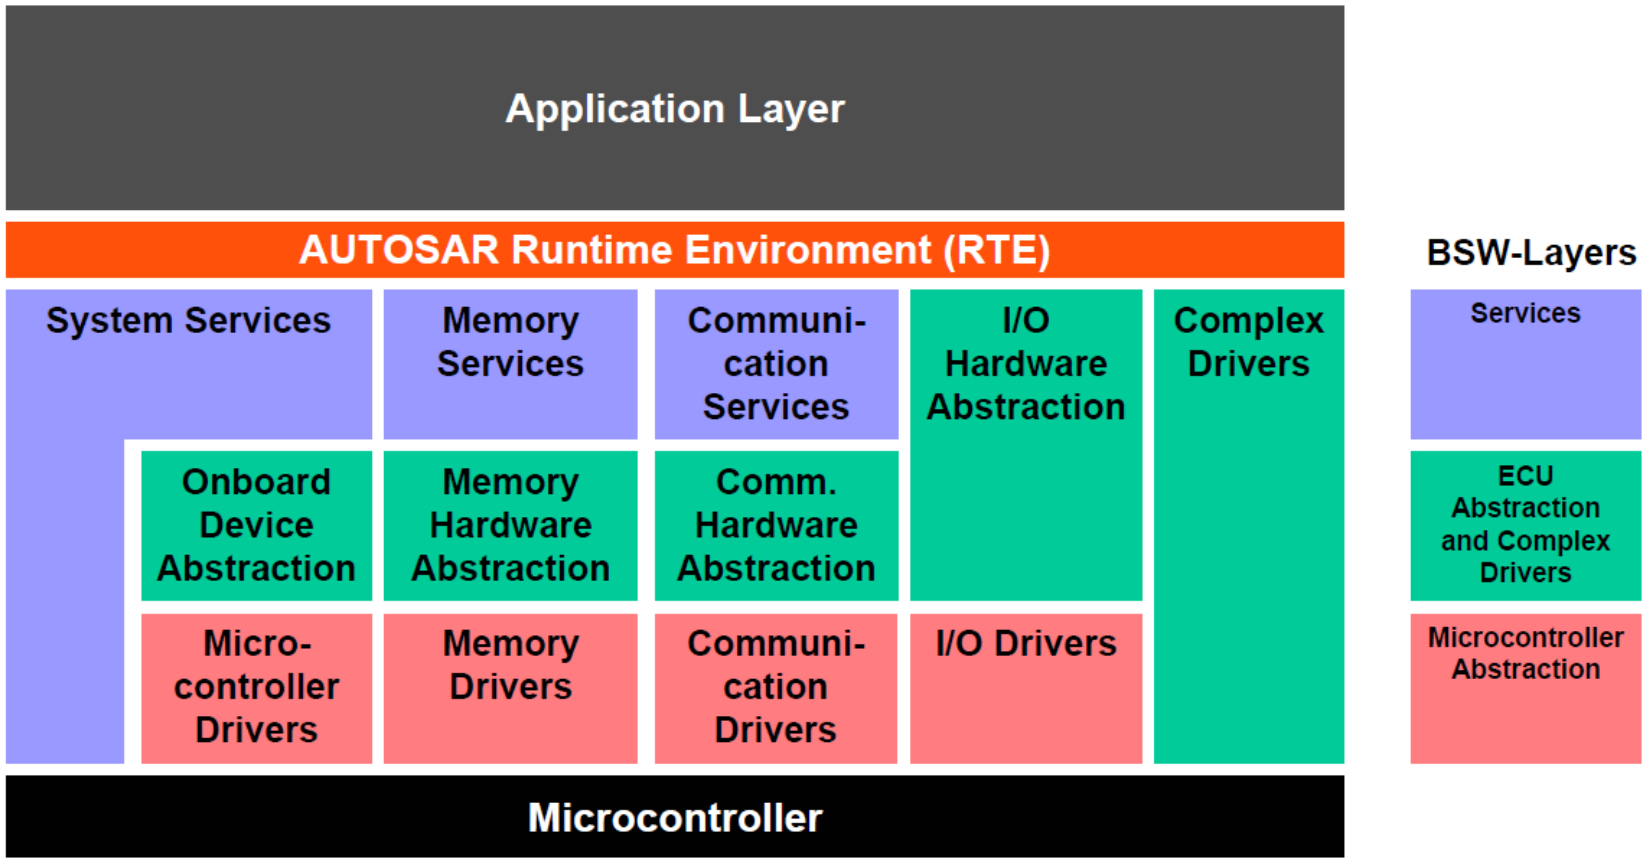 Application Layer
AUTOSAR Runtime Environment (RTE)
BSW-Layers
System Services
Memory
Services
Communi-
cation
Services
I/O
Hardware
Abstraction
Complex
Drivers
Services
Onboard
Device
Abstraction
Memory
Hardware
Abstraction
Comm.
Hardware
Abstraction
ECU
Abstraction
and Complex
Drivers
Micro-
controller
Drivers
Memory
Drivers
Communi-
cation
Drivers
I/O Drivers
Microcontroller
Abstraction
Microcontroller